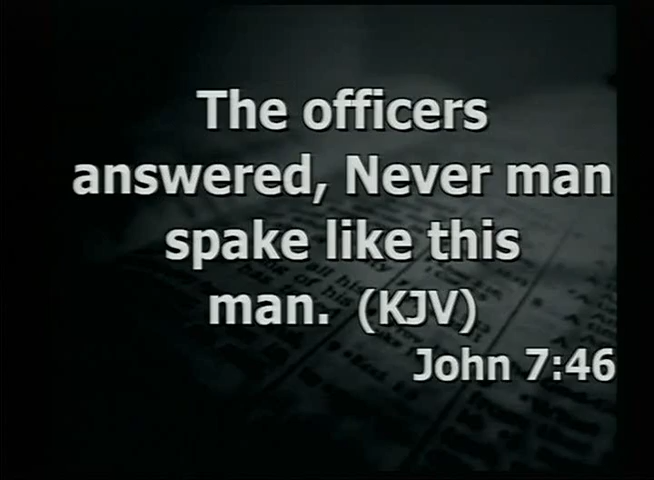 The officers
answered, Never man
spake like this
man. (KJV)
John 7:46